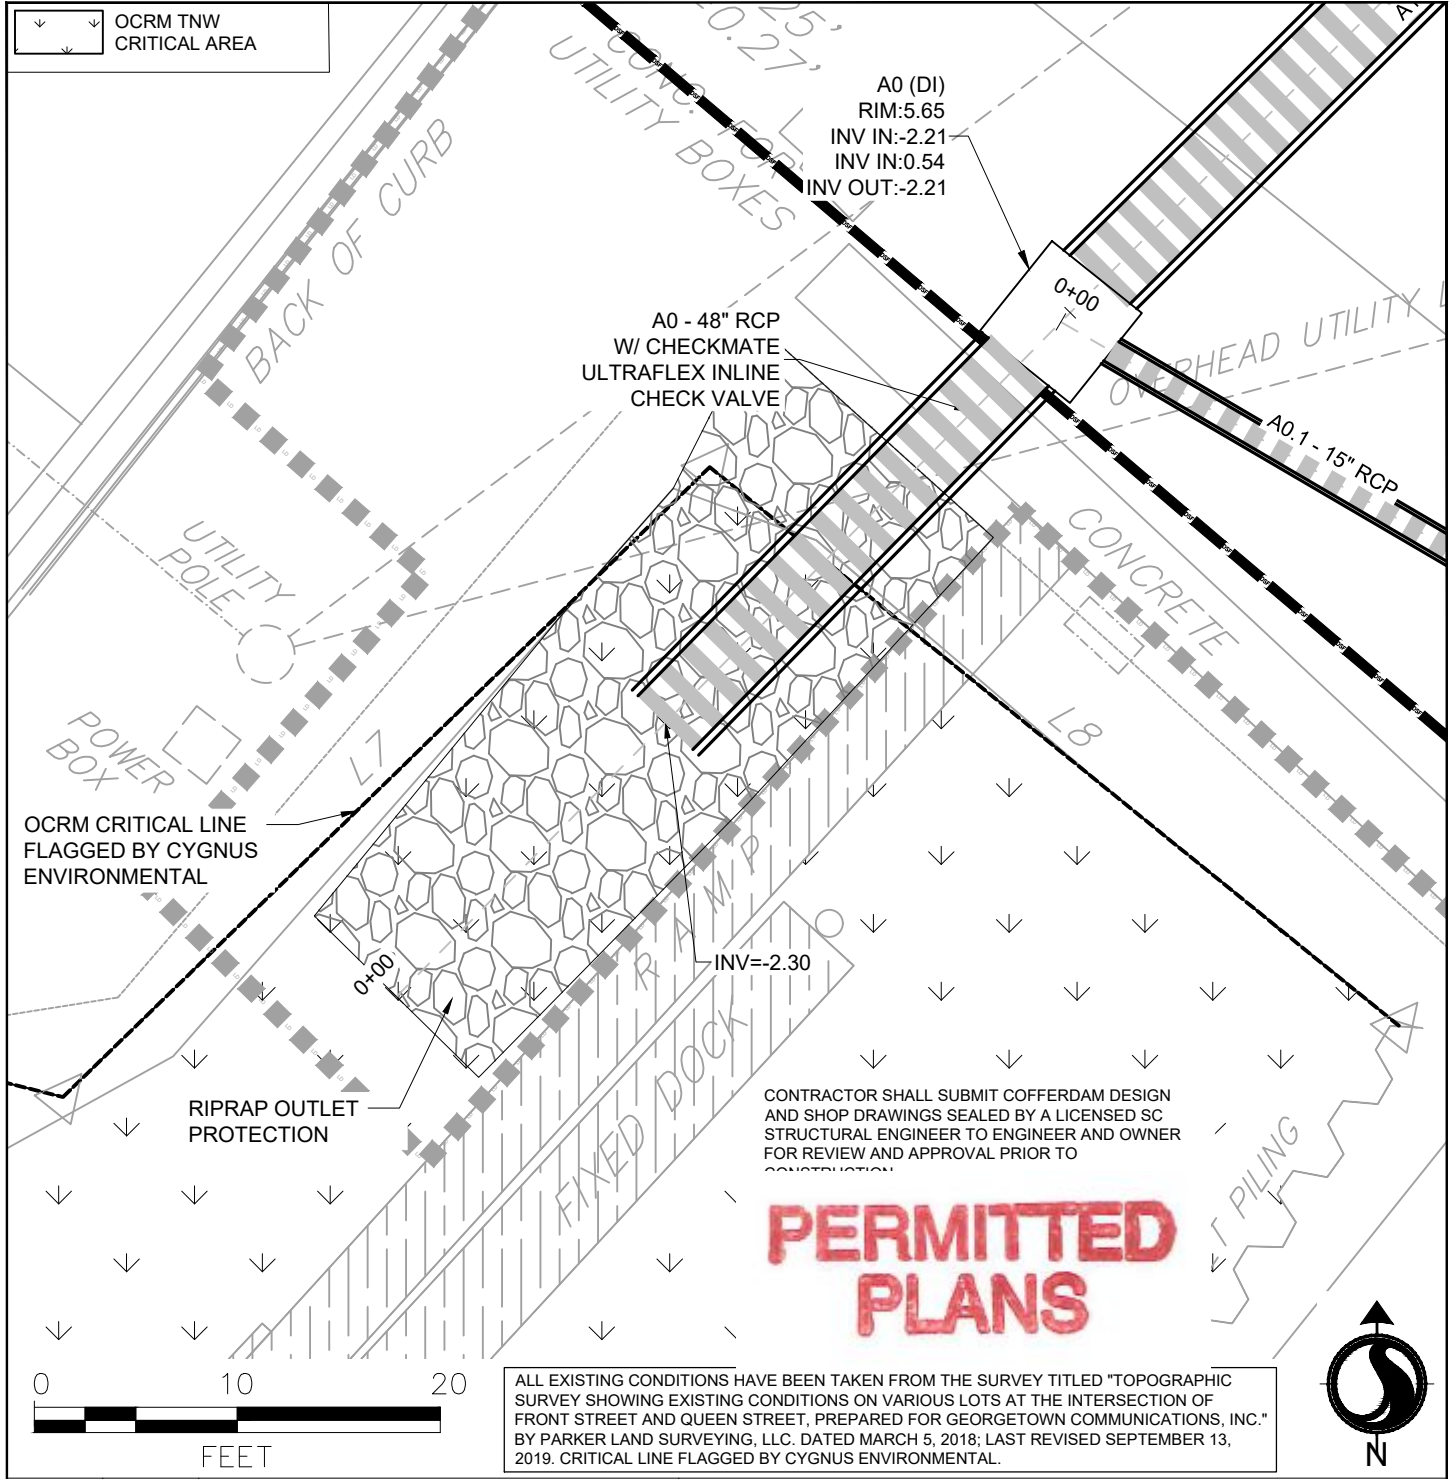 OCRM TNW
CRITICAL AREA
25'
0.27'
CONC. FOR
UTILITY BOXES
A0 (DI)
RIM:5.65
INV IN:-2.21
INV IN:0.54
INV OUT:-2.21
BACK OF CURB
0+00
A0 - 48" RCP
W/ CHECKMATE
ULTRAFLEX INLINE
CHECK VALVE
OVERHEAD UTILITY
A0.1 - 15" RCP
UTILITY
POLE
CONCRETE
POWER
BOX
L7
L8
OCRM CRITICAL LINE
FLAGGED BY CYGNUS
ENVIRONMENTAL
RAMP
0+00
INV=-2.30
RIPRAP OUTLET
PROTECTION
FIXED DOCK
CONTRACTOR SHALL SUBMIT COFFERDAM DESIGN
AND SHOP DRAWINGS SEALED BY A LICENSED SC
STRUCTURAL ENGINEER TO ENGINEER AND OWNER
FOR REVIEW AND APPROVAL PRIOR TO
CONSTRUCTION
PILING
PERMITTED
PLANS
0 10 20
FEET
ALL EXISTING CONDITIONS HAVE BEEN TAKEN FROM THE SURVEY TITLED "TOPOGRAPHIC
SURVEY SHOWING EXISTING CONDITIONS ON VARIOUS LOTS AT THE INTERSECTION OF
FRONT STREET AND QUEEN STREET, PREPARED FOR GEORGETOWN COMMUNICATIONS, INC."
BY PARKER LAND SURVEYING, LLC. DATED MARCH 5, 2018; LAST REVISED SEPTEMBER 13,
2019. CRITICAL LINE FLAGGED BY CYGNUS ENVIRONMENTAL.
N